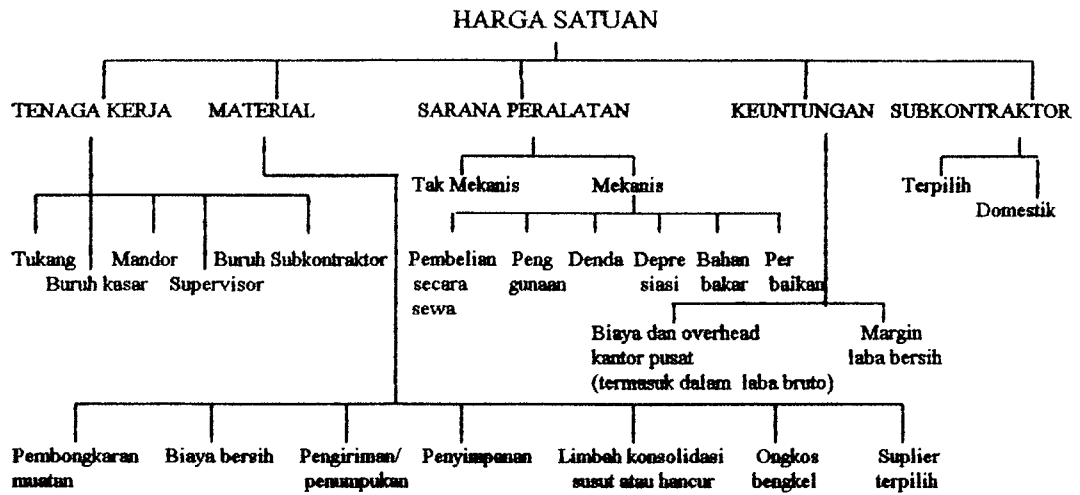 HARGA SATUAN
TENAGA KERJA MATERIAL SARANA PERALATAN KEUNTUNGAN SUBKONTRAKTOR
Tak Mekanis Mekanis Terpilih
Domestik
Tukang Mandor Buruh Subkontraktor
Buruh kasar Supervisor
Pembelian Peng Denda Depre Bahan Per
secara gunaan siasi bakar baikan
sewa
Biaya dan overhead Margin
kantor pusat laba bersih
(termasuk dalam laba bruto)
Pembongkaran Biaya bersih Pengiriman/ Penyimpanan Limbah konsolidasi Ongkos Suplier
muatan penumpukan susut atau hancur bengkel terpilih